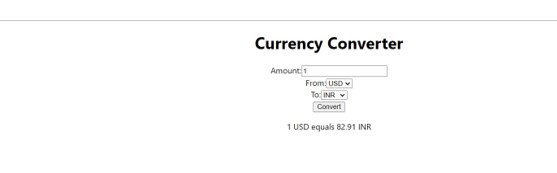 Currency Converter
Amount:1
From:USD
To:INR
Convert
1 USD equals 82.91 INR